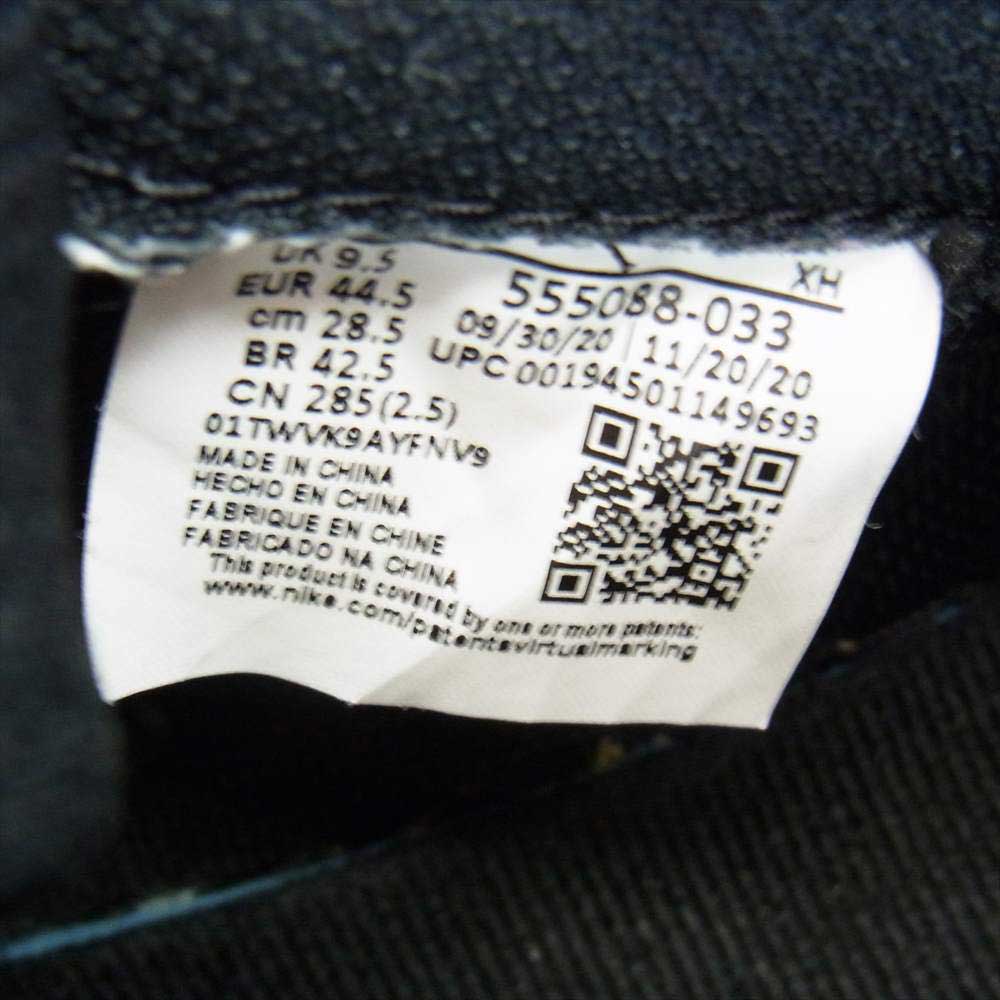 UK 9.5
EUR 44.5
cm 28.5
BR 42.5
CN 285(2.5)
01TWVK9AYFNV9
MADE IN CHINA
HECHO EN CHINA
FABRIQUE EN CHINE
FABRICADO NA CHINA
This product is covered by one or more patents:
www.nike.com/patentsvirtualmarking
XH
555088-033
09/30/20 11/20/20
UPC 00194501149693